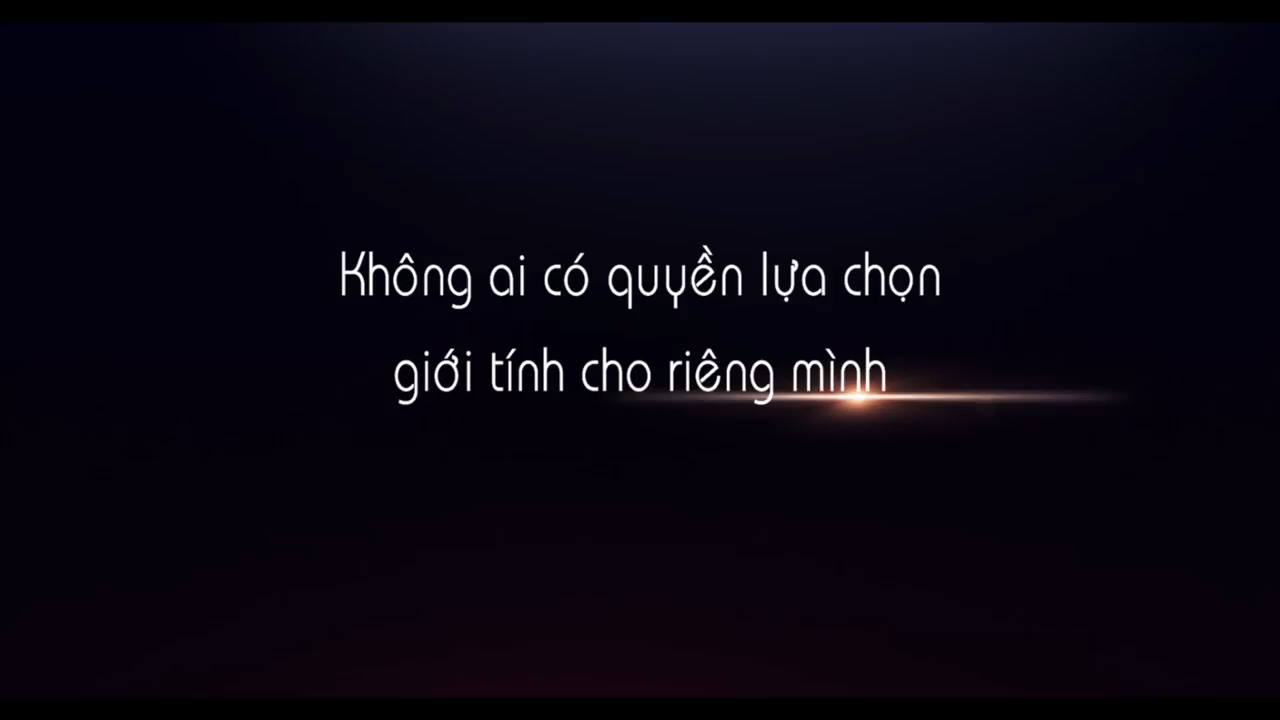 Không ai có quyền lựa chọn
giới tính cho riêng mình